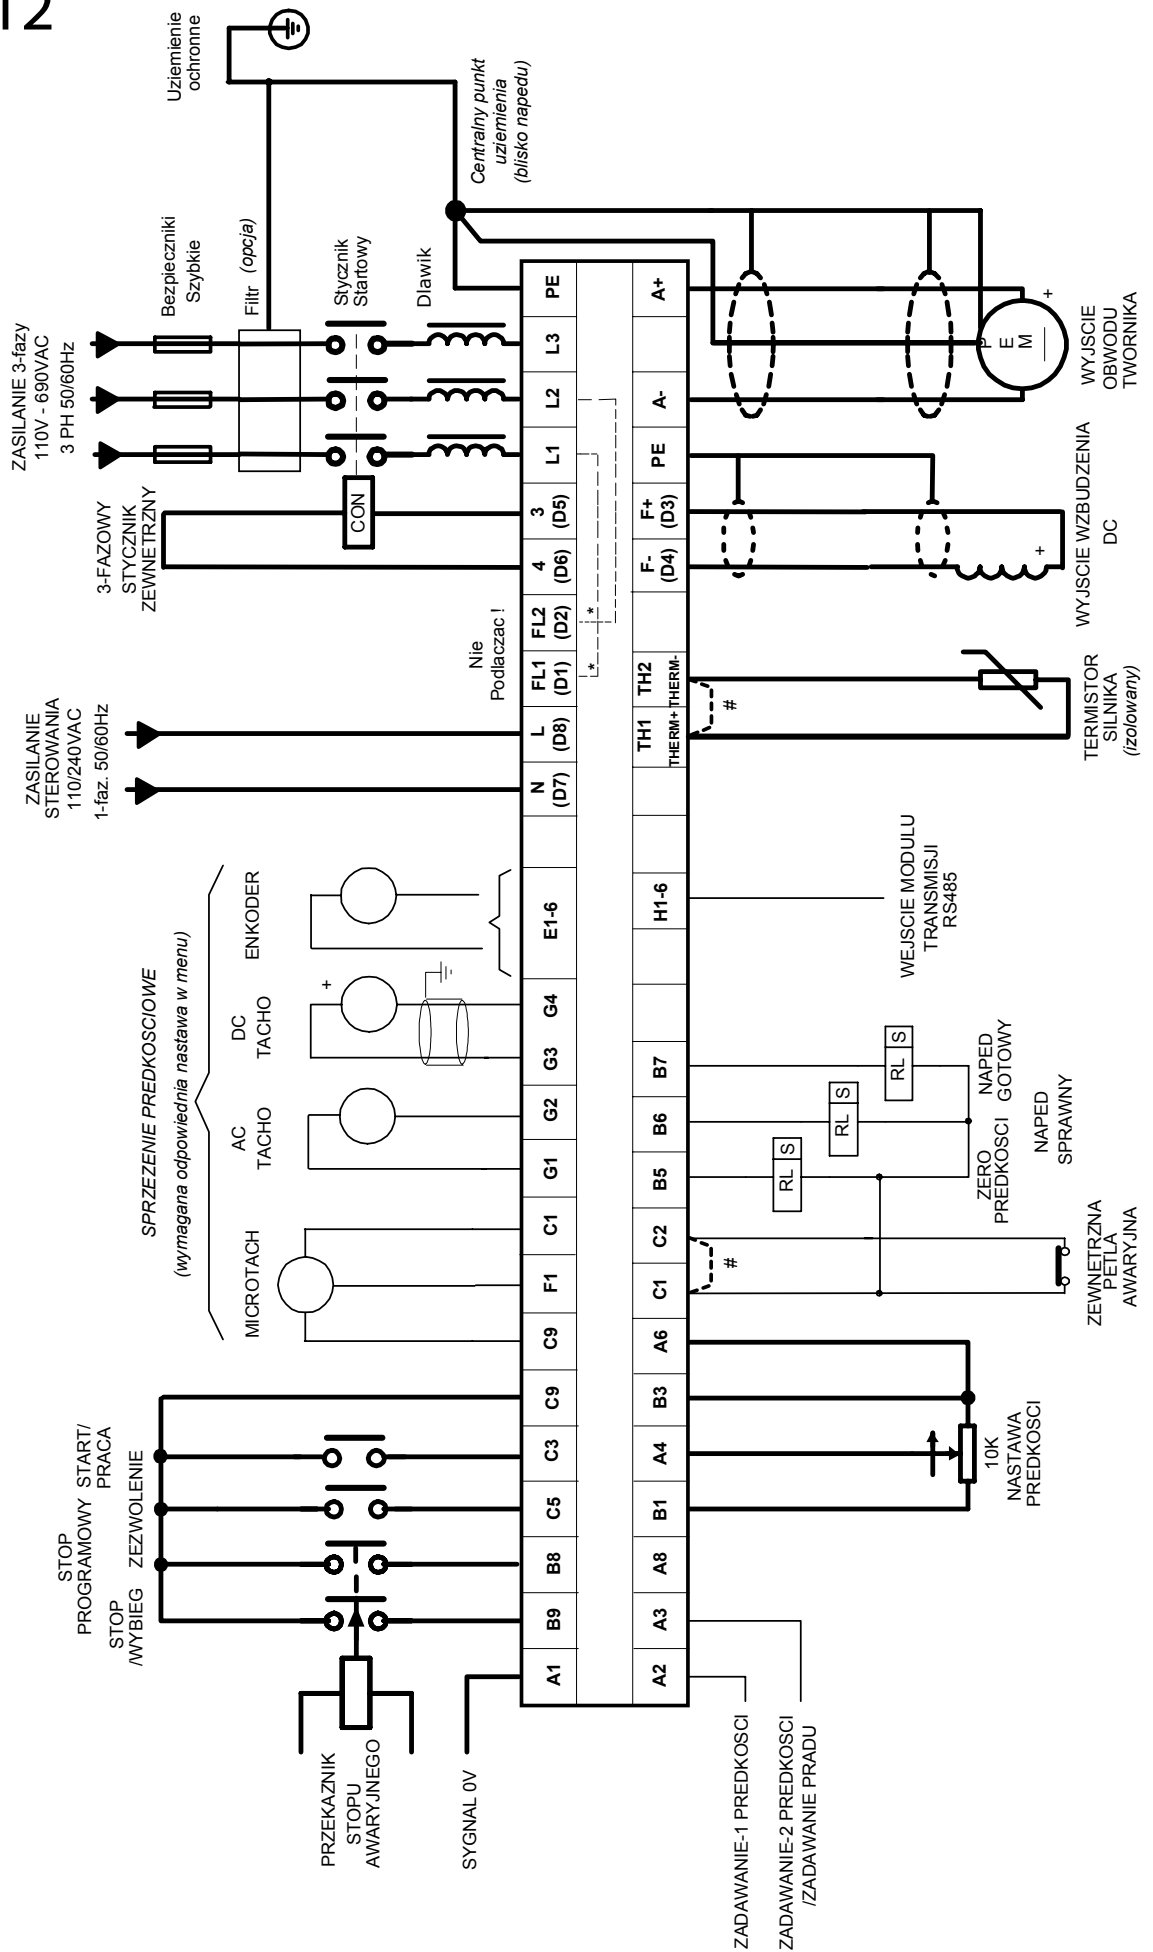 12
Uziemienie
ochronne
Centralny punkt
uziemienia
(blisko napedu)
Bezpieczniki
Szybkie
Filtr (opcja)
Stycznik
Startowy
Dlawik
ZASILANIE 3-fazy
110V - 690VAC
3 PH 50/60Hz
3-FAZOWY
STYCZNIK
ZEWNETRZNY
CON
Nie
Podlaczac !
ZASILANIE
STEROWANIA
110/240VAC
1-faz. 50/60Hz
SPRZEZENIE PREDKOSCIOWE
(wymagana odpowiednia nastawa w menu)
ENKODER
DC
TACHO
+
AC
TACHO
MICROTACH
START/
PRACA
ZEZWOLENIE
STOP
PROGRAMOWY
STOP
/WYBIEG
PRZEKAZNIK
STOPU
AWARYJNEGO
SYGNAL 0V
A1
B9
B8
C5
C3
C9
C9
F1
C1
G1
G2
G3
G4
E1-6
N
(D7)
L
(D8)
FL1
(D1)
FL2
(D2)
4
(D6)
3
(D5)
L1
L2
L3
PE
*
*
A2
A3
A8
B1
A4
B3
A6
C1
C2
B5
B6
B7
H1-6
TH1
THERM+
TH2
THERM-
F-
(D4)
F+
(D3)
PE
A-
A+
#
#
P
E
M
+
WYJSCIE
OBWODU
TWORNIKA
+
WYJSCIE WZBUDZENIA
DC
TERMISTOR
SILNIKA
(izolowany)
WEJSCIE MODULU
TRANSMISJI
RS485
RL S
RL S
RL S
NAPED
GOTOWY
ZERO
PREDKOSCI
NAPED
SPRAWNY
ZEWNETRZNA
PETLA
AWARYJNA
10K
NASTAWA
PREDKOSCI
ZADAWANIE-1 PREDKOSCI
ZADAWANIE-2 PREDKOSCI
/ZADAWANIE PRADU